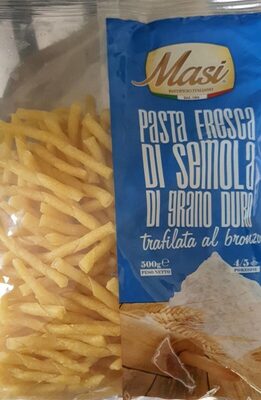 Masi
PASTIFICIO ITALIANO
PASTA FRESCA
DI SEMOLA
DI GRANO DURO
trafilata al bronzo
500g e 4/5
PESO NETTO PORZIONI